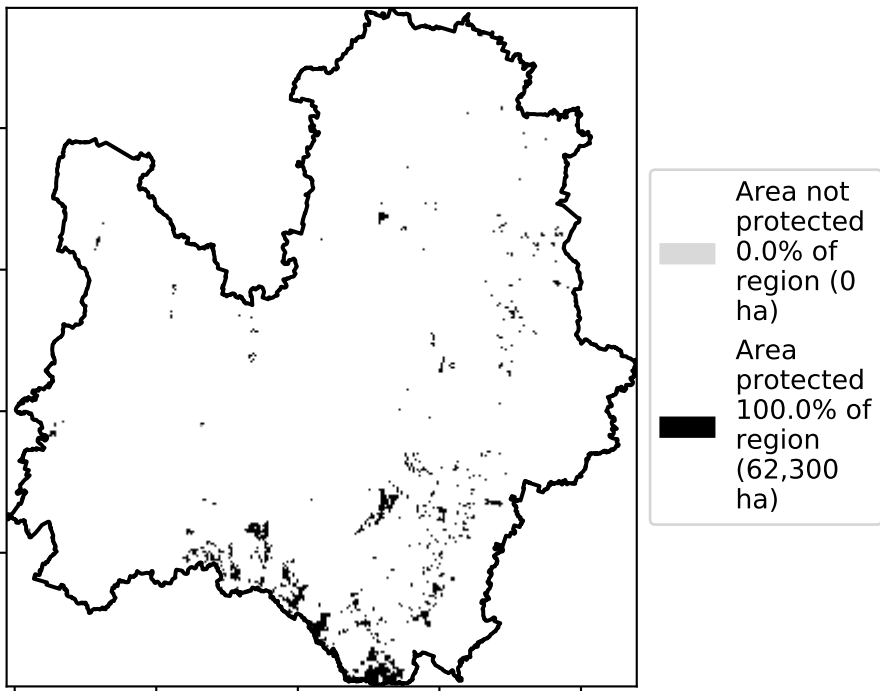 Area not
protected
0.0% of
region (0
ha)
Area
protected
100.0% of
region
(62,300
ha)